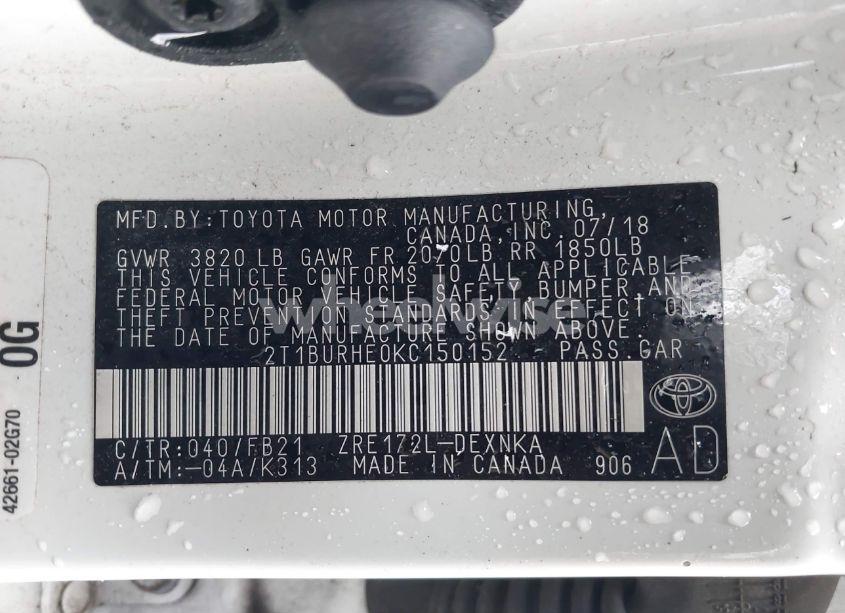 MFD.BY:TOYOTA MOTOR MANUFACTURING,
CANADA,INC. 07/18
GVWR 3820 LB GAWR FR 2070LB RR 1850LB
THIS VEHICLE CONFORMS TO ALL APPLICABLE
FEDERAL MOTOR VEHICLE SAFETY, BUMPER,AND
THEFT PREVENTION STANDARDS IN EFFECT ON
THE DATE OF MANUFACTURE SHOWN ABOVE.
wheelwise
2T1BURHE0KC150152 PASS.CAR
C/TR:040/FB21 ZRE172L-DEXNKA
A/TM:-04A/K313 MADE IN CANADA 906 AD
0G
42661-02G70